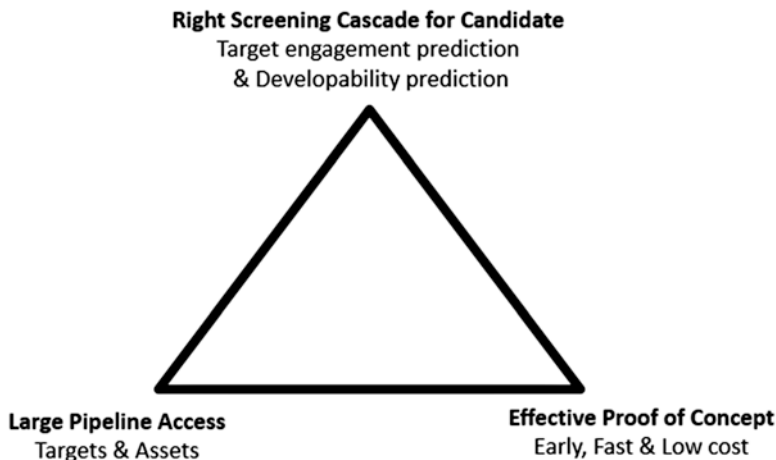 Right Screening Cascade for Candidate
Target engagement prediction
& Developability prediction
Large Pipeline Access
Targets & Assets
Effective Proof of Concept
Early, Fast & Low cost